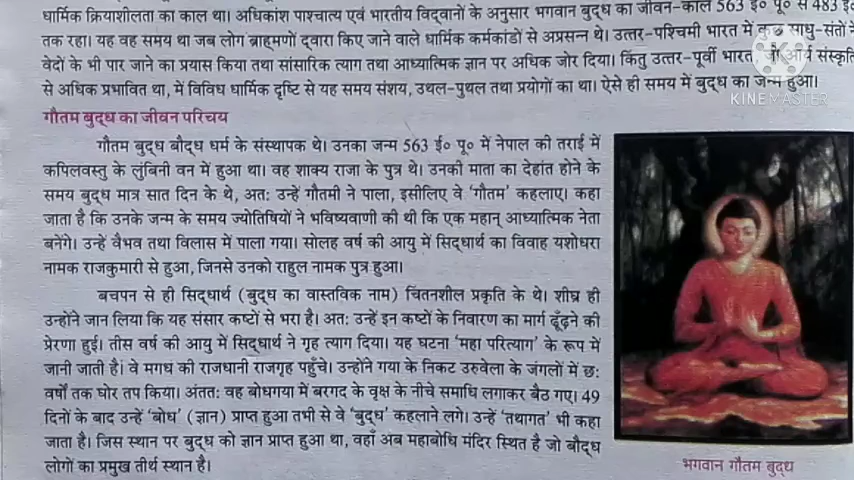 धार्मिक क्रियाशीलता का काल था। अधिकांश पाश्चात्य एवं भारतीय विद्वानों के अनुसार भगवान बुद्ध का जीवन-काल 563 ई० पू० से 483 ई०
तक रहा। यह वह समय था जब लोग ब्राह्मणों द्वारा किए जाने वाले धार्मिक कर्मकांडों से अप्रसन्न थे। उत्तर-पश्चिमी भारत में कुछ साधु-संतों ने
वेदों के भी पार जाने का प्रयास किया तथा सांसारिक त्याग तथा आध्यात्मिक ज्ञान पर अधिक जोर दिया। किंतु उत्तर-पूर्वी भारत, जो आर्य संस्कृति
से अधिक प्रभावित था, में विविध धार्मिक दृष्टि से यह समय संशय, उथल-पुथल तथा प्रयोगों का था। ऐसे ही समय में बुद्ध का जन्म हुआ।
KINEMASTER
गौतम बुद्ध का जीवन परिचय
गौतम बुद्ध बौद्ध धर्म के संस्थापक थे। उनका जन्म 563 ई० पू० में नेपाल की तराई में
कपिलवस्तु के लुंबिनी वन में हुआ था। वह शाक्य राजा के पुत्र थे। उनकी माता का देहांत होने के
समय बुद्ध मात्र सात दिन के थे, अतः उन्हें गौतमी ने पाला, इसीलिए वे 'गौतम' कहलाए। कहा
जाता है कि उनके जन्म के समय ज्योतिषियों ने भविष्यवाणी की थी कि एक महान् आध्यात्मिक नेता
बनेंगे। उन्हें वैभव तथा विलास में पाला गया। सोलह वर्ष की आयु में सिद्धार्थ का विवाह यशोधरा
नामक राजकुमारी से हुआ, जिनसे उनको राहुल नामक पुत्र हुआ।
बचपन से ही सिद्धार्थ (बुद्ध का वास्तविक नाम) चिंतनशील प्रकृति के थे। शीघ्र ही
उन्होंने जान लिया कि यह संसार कष्टों से भरा है। अतः उन्हें इन कष्टों के निवारण का मार्ग ढूँढ़ने की
प्रेरणा हुई। तीस वर्ष की आयु में सिद्धार्थ ने गृह त्याग दिया। यह घटना 'महा परित्याग' के रूप में
जानी जाती है। वे मगध की राजधानी राजगृह पहुँचे। उन्होंने गया के निकट उरुवेला के जंगलों में छः
वर्षों तक घोर तप किया। अंततः वह बोधगया में बरगद के वृक्ष के नीचे समाधि लगाकर बैठ गए। 49
दिनों के बाद उन्हें 'बोध' (ज्ञान) प्राप्त हुआ तभी से वे 'बुद्ध' कहलाने लगे। उन्हें 'तथागत' भी कहा
जाता है। जिस स्थान पर बुद्ध को ज्ञान प्राप्त हुआ था, वहाँ अब महाबोधि मंदिर स्थित है जो बौद्ध
लोगों का प्रमुख तीर्थ स्थान है।
भगवान गौतम बुद्ध